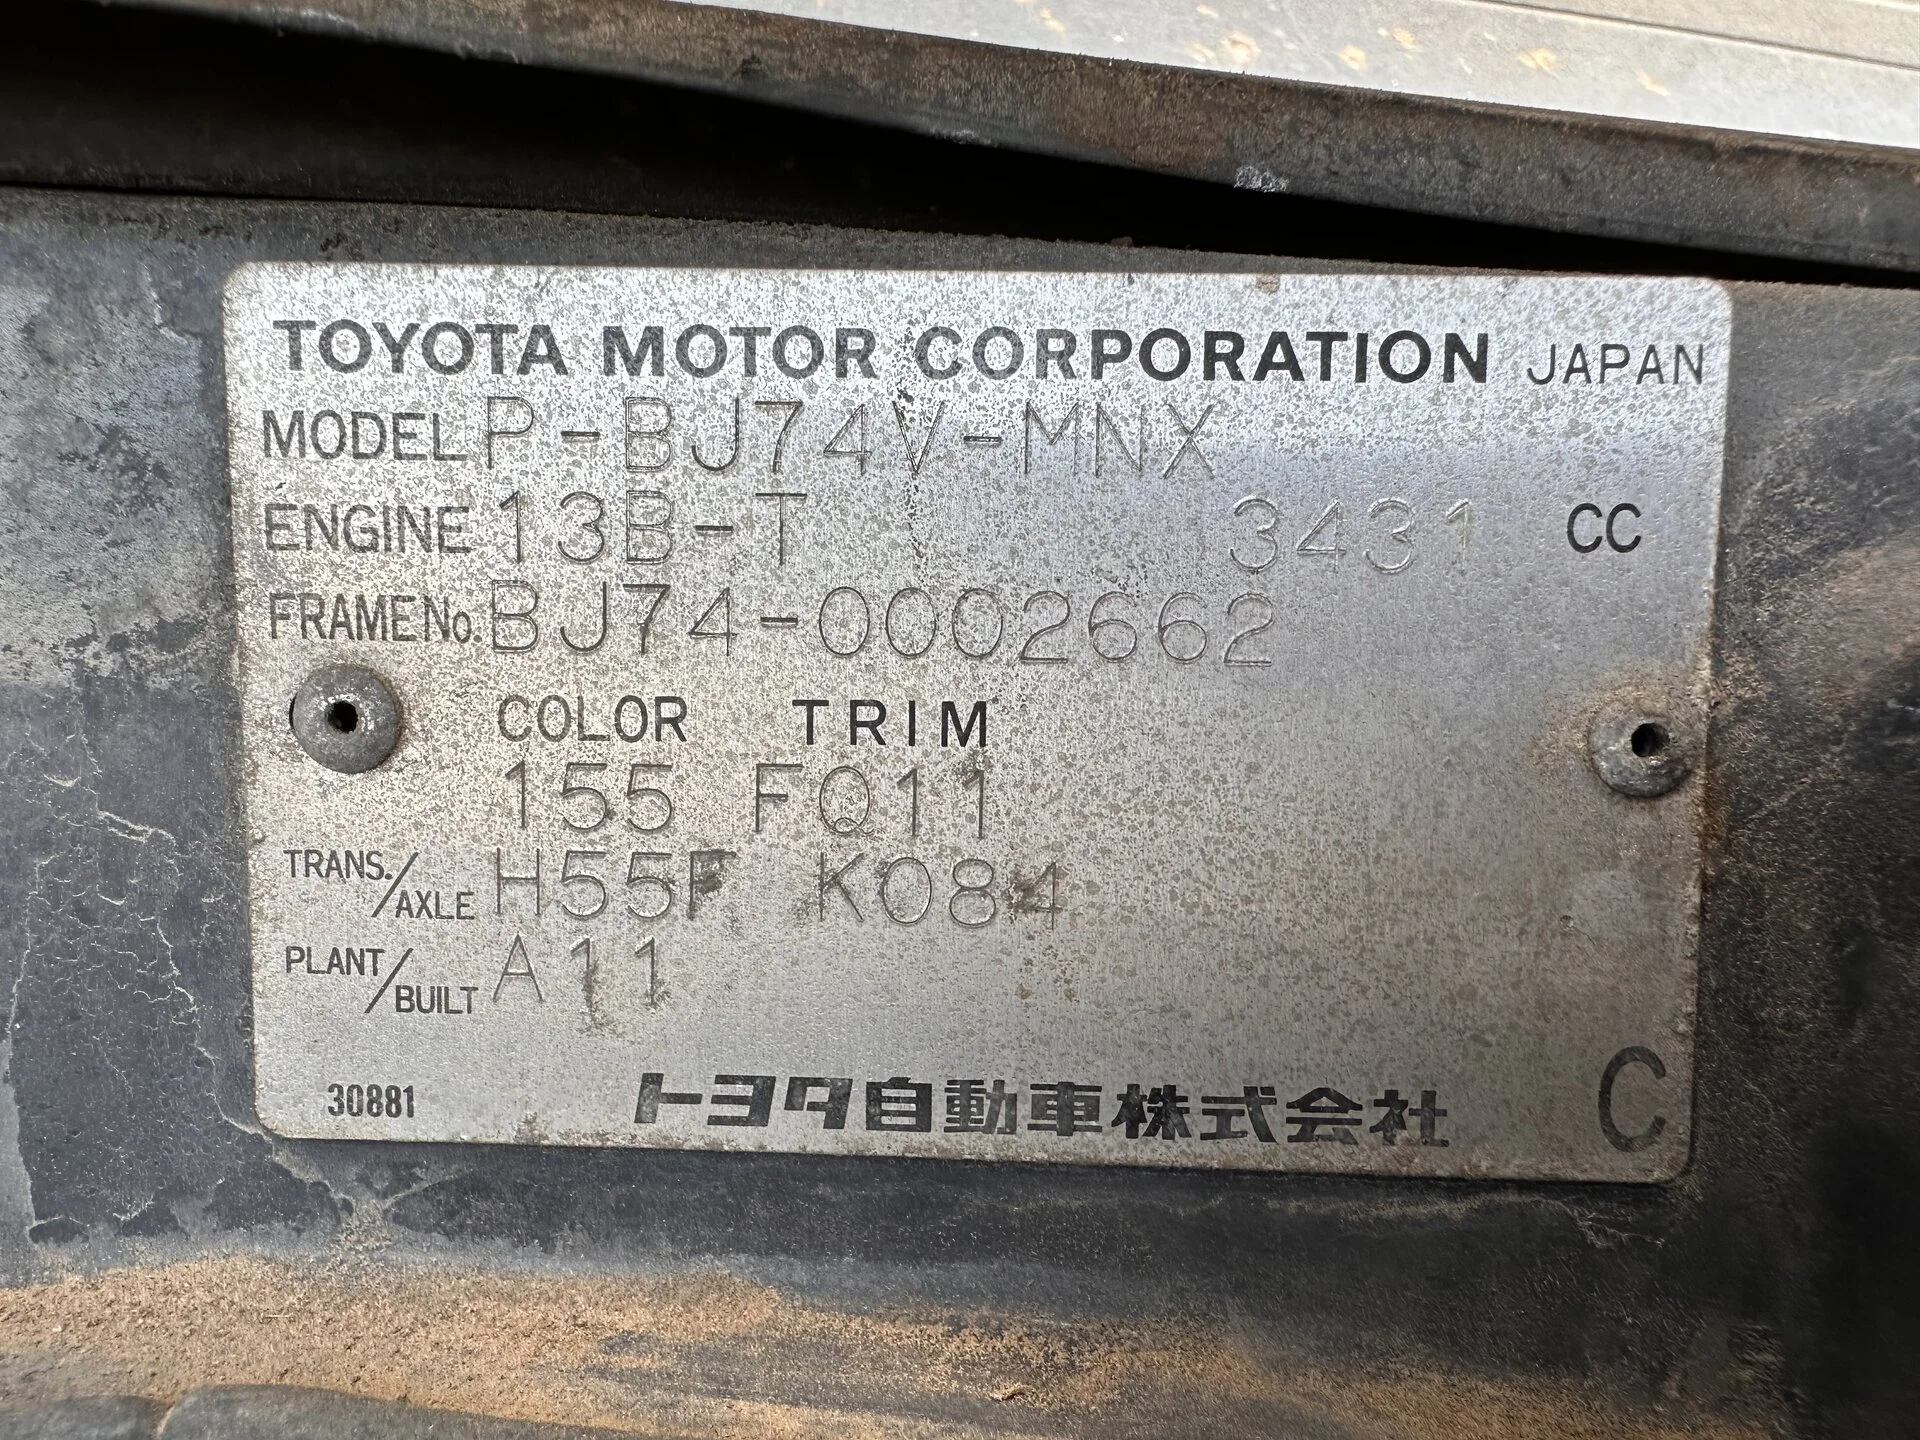 TOYOTA MOTOR CORPORATION JAPAN
MODEL P-BJ74V-MNX
ENGINE 13B-T 3431 CC
FRAME No. BJ74-0002662
COLOR TRIM
155 FQ11
TRANS./AXLE H55F K084
PLANT/BUILT A11
30881 トヨタ自動車株式会社 C